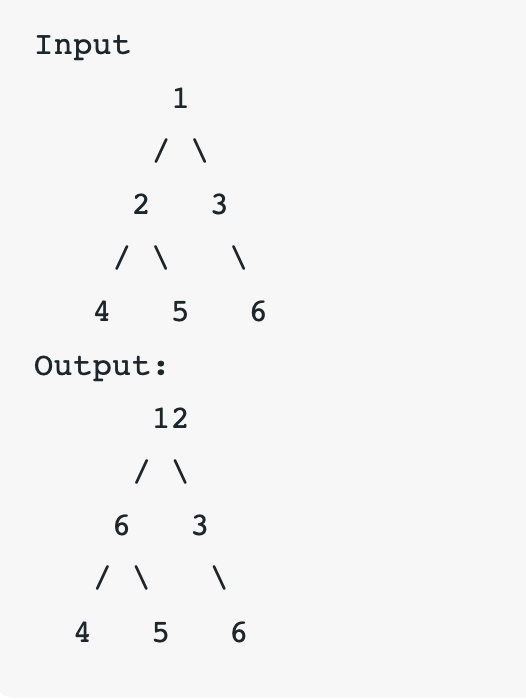 Input
        1
       / \
      2    3
     / \    \
    4    5    6
Output:
       12
      / \
     6    3
    / \    \
   4    5    6